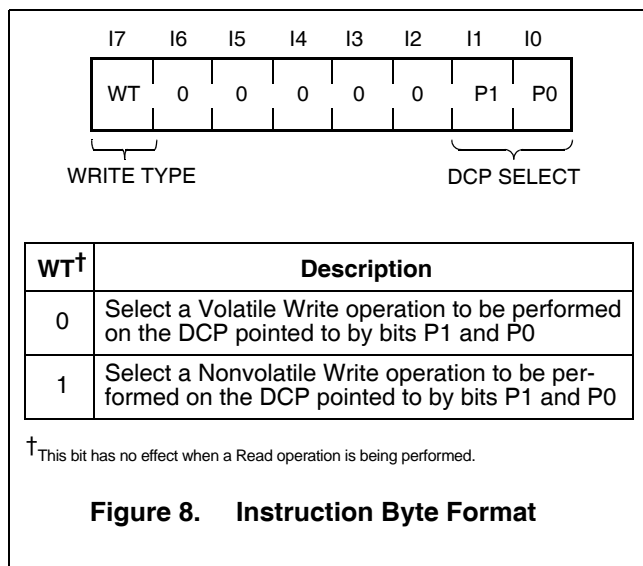 I7 I6 I5 I4 I3 I2 I1 I0
WT 0 0 0 0 0 P1 P0
WRITE TYPE DCP SELECT
WT† Description
0 Select a Volatile Write operation to be performed
on the DCP pointed to by bits P1 and P0
1 Select a Nonvolatile Write operation to be per-
formed on the DCP pointed to by bits P1 and P0
†This bit has no effect when a Read operation is being performed.
Figure 8. Instruction Byte Format